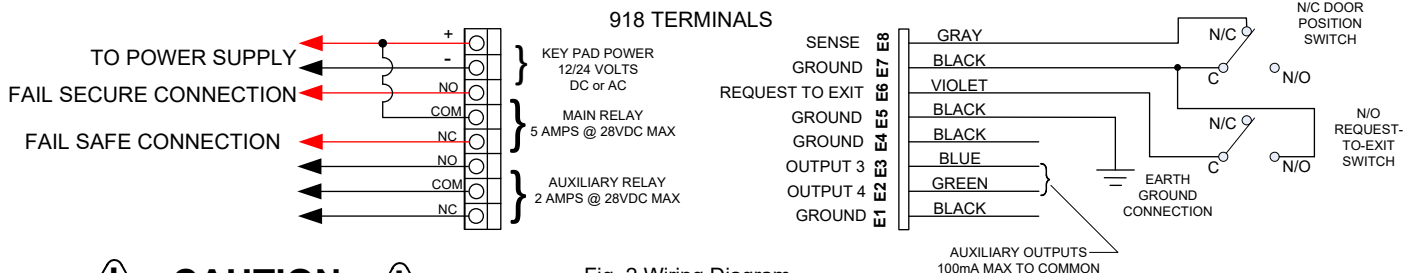 918 TERMINALS
+
TO POWER SUPPLY
-
KEY PAD POWER
12/24 VOLTS
DC or AC
FAIL SECURE CONNECTION
NO
COM
MAIN RELAY
5 AMPS @ 28VDC MAX
FAIL SAFE CONNECTION
NC
NO
COM
AUXILIARY RELAY
2 AMPS @ 28VDC MAX
NC
SENSE E8 GRAY
GROUND E7 BLACK
REQUEST TO EXIT E6 VIOLET
GROUND E5 BLACK
GROUND E4 BLACK
OUTPUT 3 E3 BLUE
OUTPUT 4 E2 GREEN
GROUND E1 BLACK
N/C DOOR
POSITION
SWITCH
N/C
C
N/O
N/O
REQUEST-
TO-EXIT
SWITCH
N/C
C
N/O
EARTH
GROUND
CONNECTION
AUXILIARY OUTPUTS
100mA MAX TO COMMON
! CAUTION !
Fig. 2 Wiring Diagram